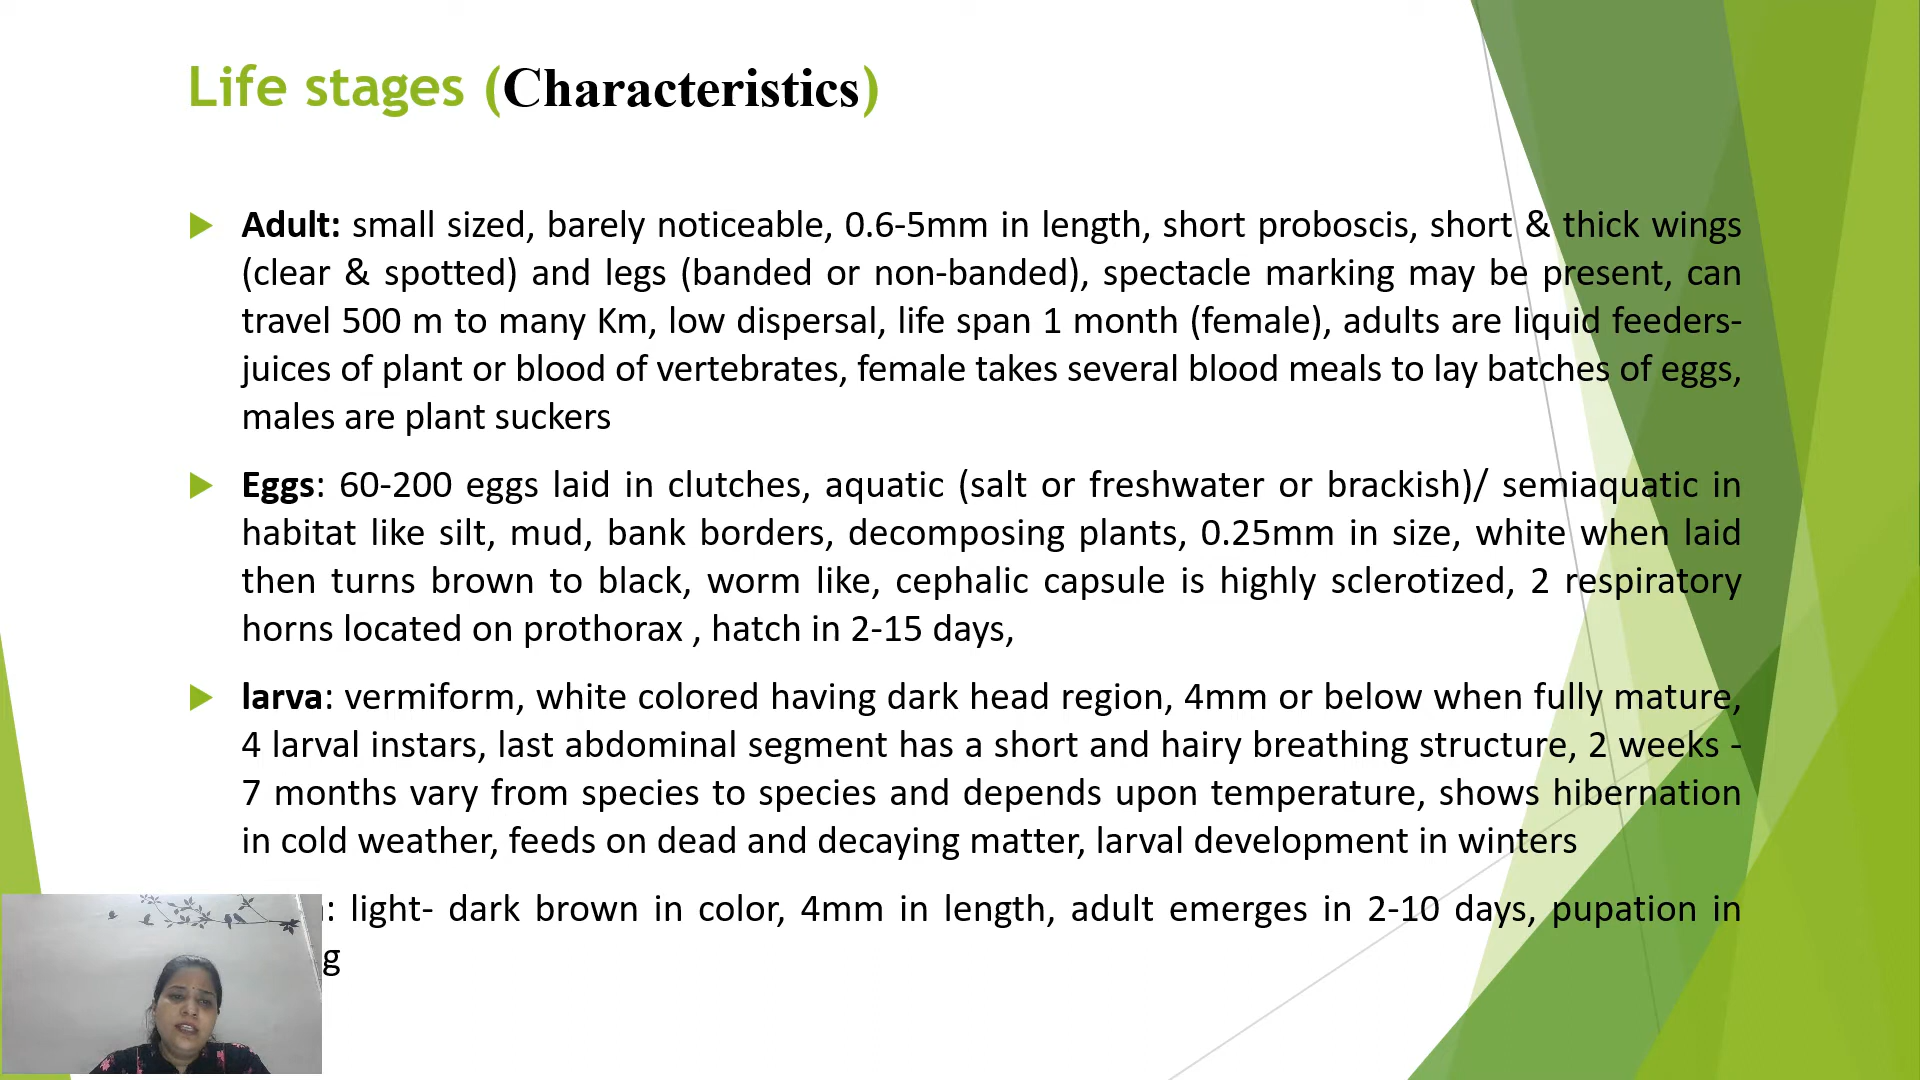 Life stages (Characteristics)
Adult: small sized, barely noticeable, 0.6-5mm in length, short proboscis, short & thick wings
(clear & spotted) and legs (banded or non-banded), spectacle marking may be present, can
travel 500 m to many Km, low dispersal, life span 1 month (female), adults are liquid feeders-
juices of plant or blood of vertebrates, female takes several blood meals to lay batches of eggs,
males are plant suckers
Eggs: 60-200 eggs laid in clutches, aquatic (salt or freshwater or brackish)/ semiaquatic in
habitat like silt, mud, bank borders, decomposing plants, 0.25mm in size, white when laid
then turns brown to black, worm like, cephalic capsule is highly sclerotized, 2 respiratory
horns located on prothorax , hatch in 2-15 days,
larva: vermiform, white colored having dark head region, 4mm or below when fully mature,
4 larval instars, last abdominal segment has a short and hairy breathing structure, 2 weeks -
7 months vary from species to species and depends upon temperature, shows hibernation
in cold weather, feeds on dead and decaying matter, larval development in winters
: light- dark brown in color, 4mm in length, adult emerges in 2-10 days, pupation in